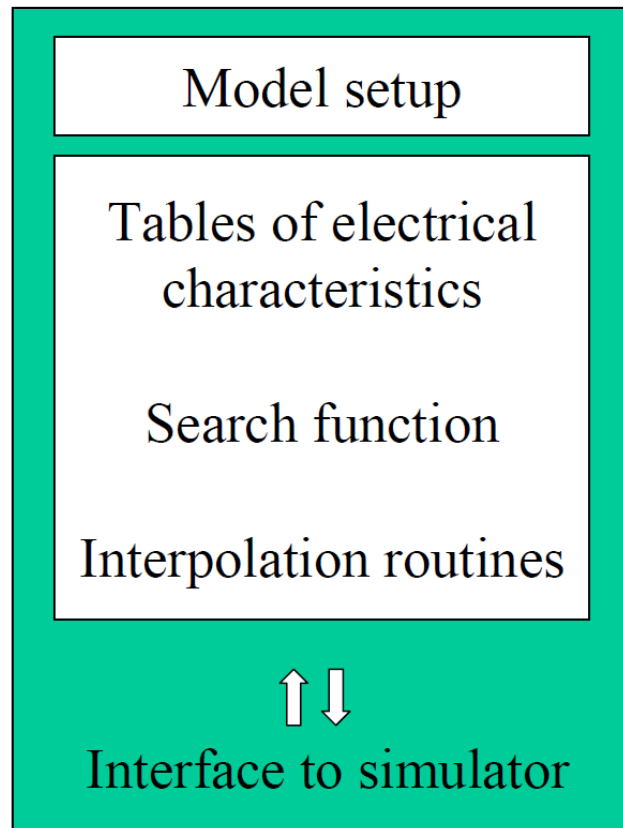 Model setup
Tables of electrical
characteristics
Search function
Interpolation routines
Interface to simulator